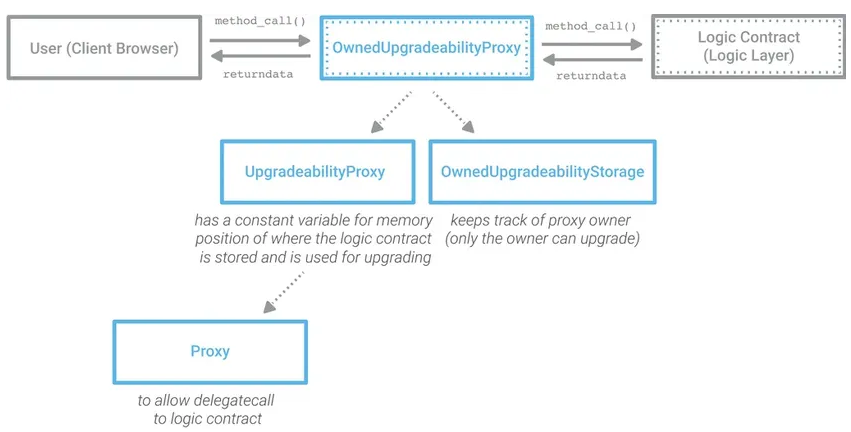 method_call()
method_call()
User (Client Browser)
OwnedUpgradeabilityProxy
Logic Contract
(Logic Layer)
returndata
returndata
UpgradeabilityProxy
OwnedUpgradeabilityStorage
has a constant variable for memory
position of where the logic contract
is stored and is used for upgrading
keeps track of proxy owner
(only the owner can upgrade)
Proxy
to allow delegatecall
to logic contract